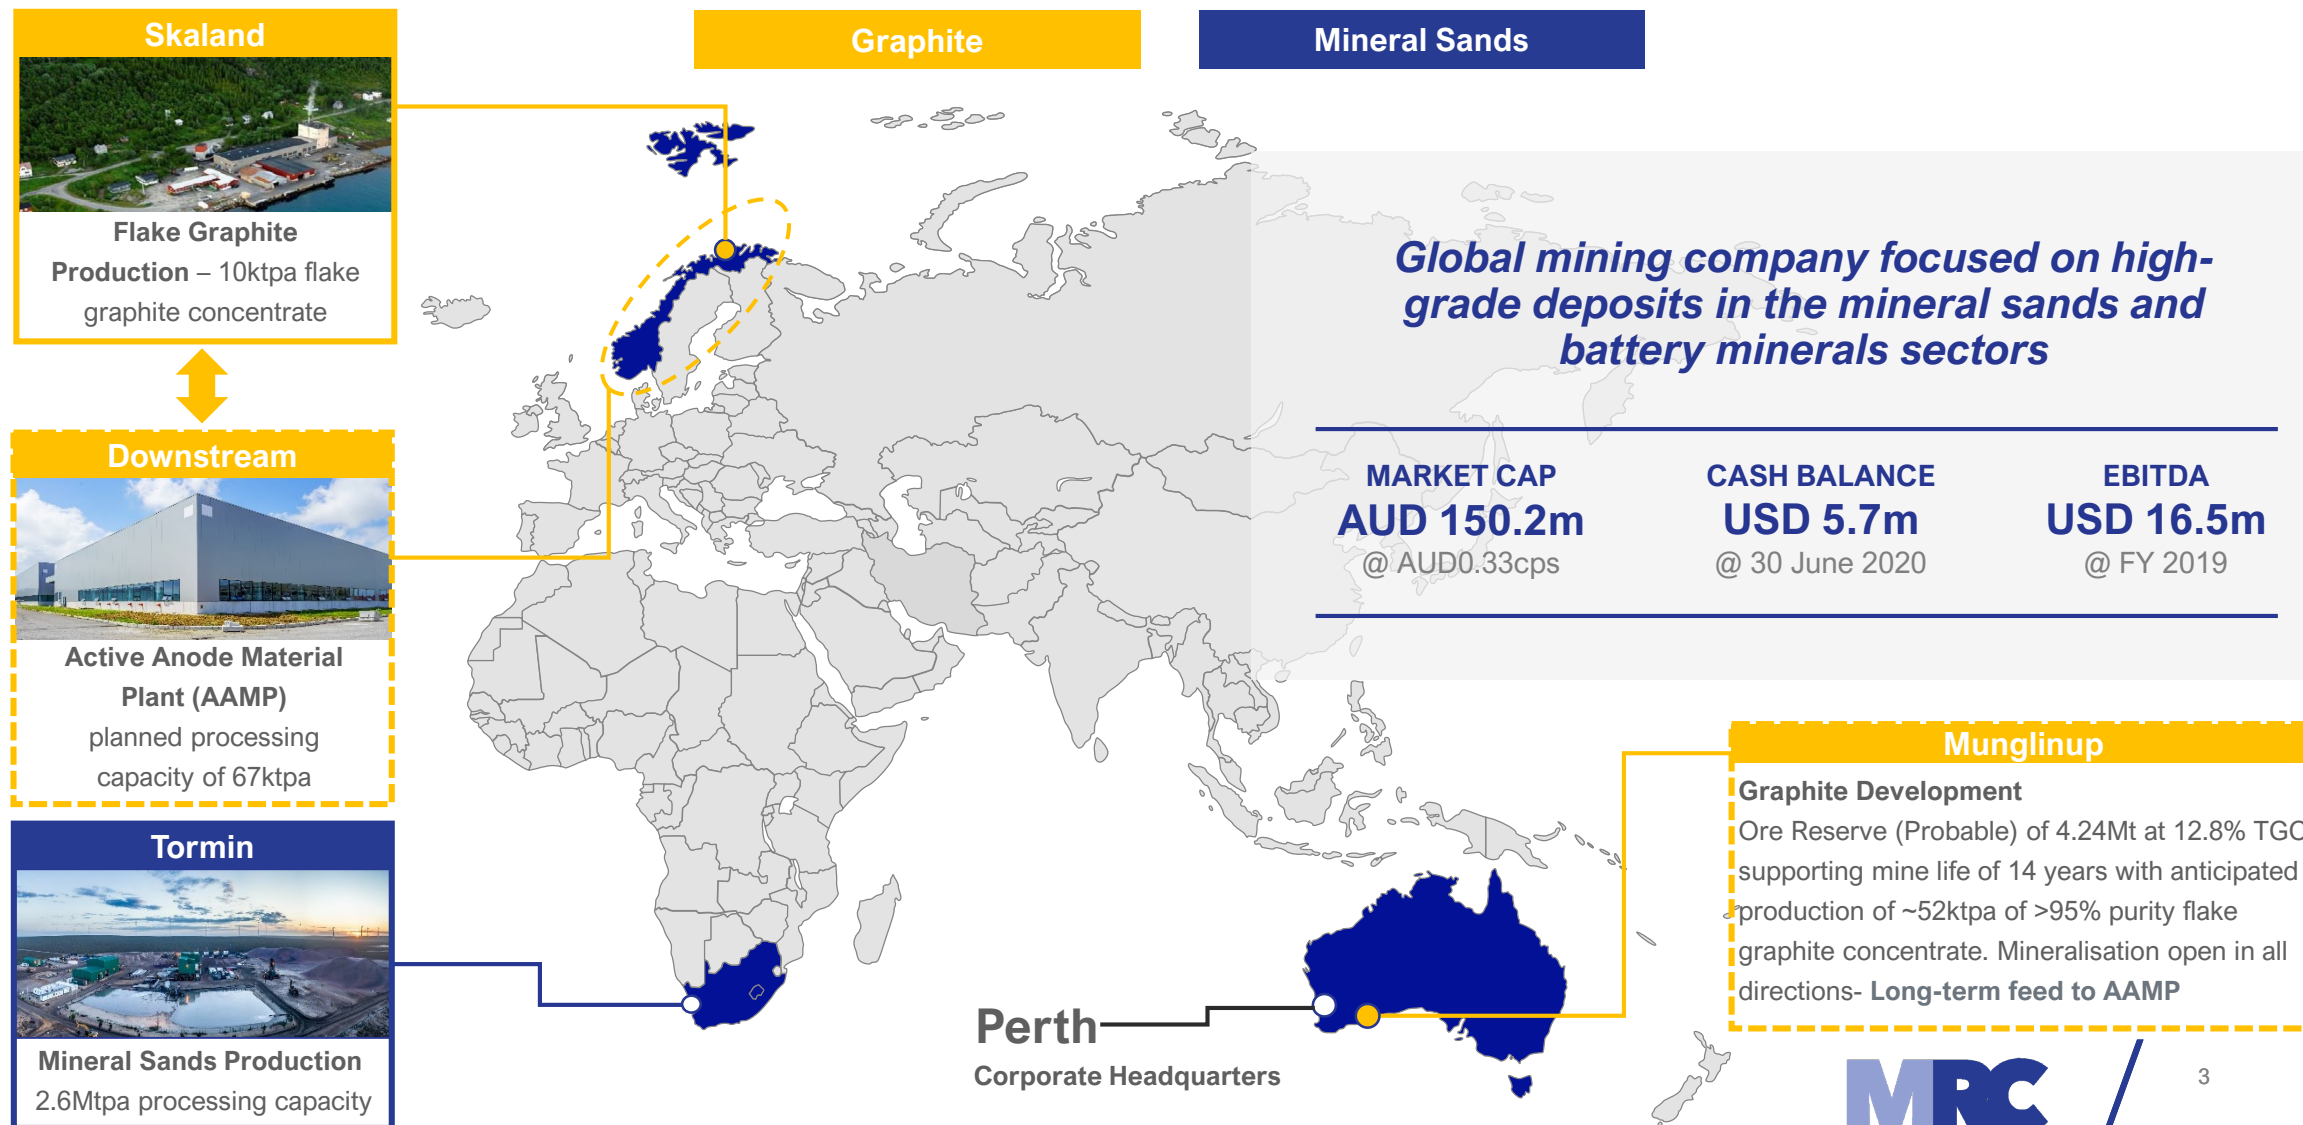 Skaland
Flake Graphite
Production – 10ktpa flake
graphite concentrate
Downstream
Active Anode Material
Plant (AAMP)
planned processing
capacity of 67ktpa
Tormin
Mineral Sands Production
2.6Mtpa processing capacity
Graphite
Mineral Sands
Global mining company focused on high-
grade deposits in the mineral sands and
battery minerals sectors
MARKET CAP
AUD 150.2m
@ AUD0.33cps
CASH BALANCE
USD 5.7m
@ 30 June 2020
EBITDA
USD 16.5m
@ FY 2019
Perth
Corporate Headquarters
Munglinup
Graphite Development
Ore Reserve (Probable) of 4.24Mt at 12.8% TGC
supporting mine life of 14 years with anticipated
production of ~52ktpa of >95% purity flake
graphite concentrate. Mineralisation open in all
directions- Long-term feed to AAMP
MRC
3